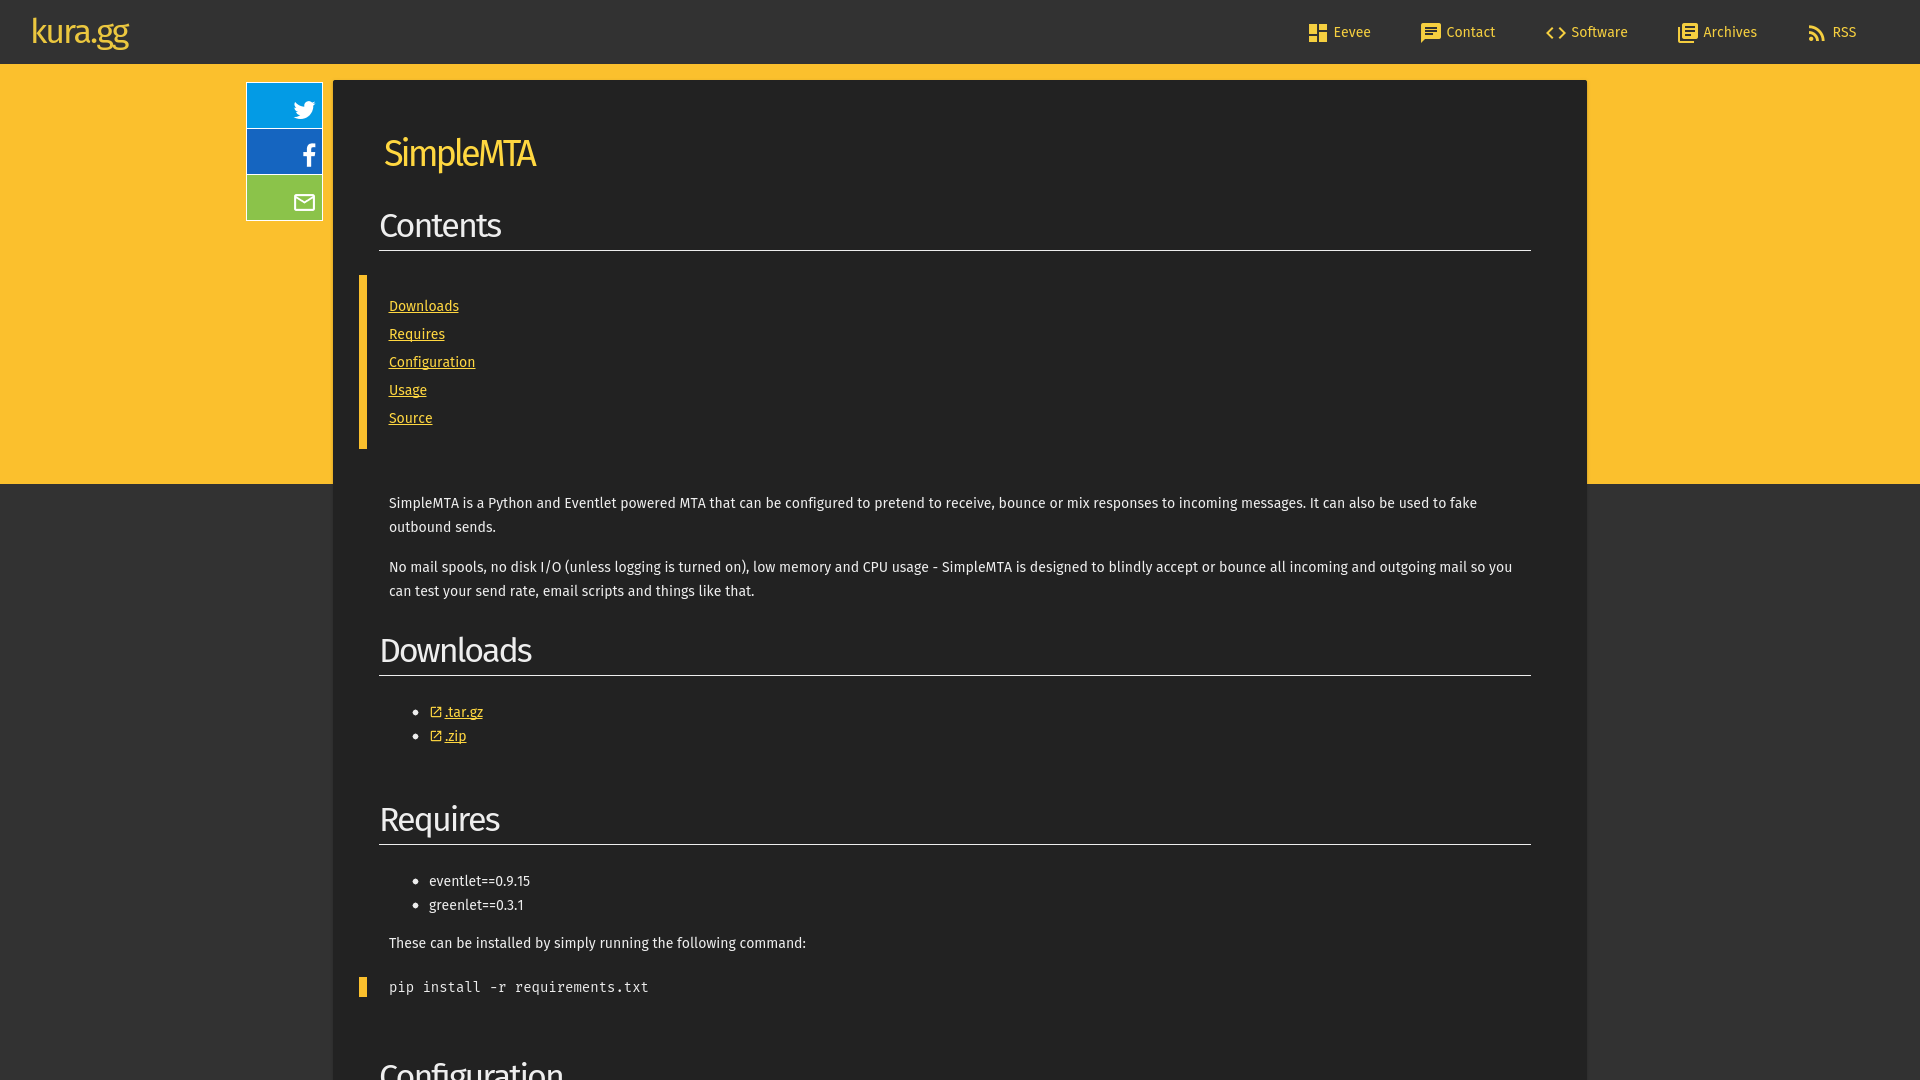 kura.gg
Eevee
Contact
Software
Archives
RSS
SimpleMTA
Contents
Downloads
Requires
Configuration
Usage
Source
SimpleMTA is a Python and Eventlet powered MTA that can be configured to pretend to receive, bounce or mix responses to incoming messages. It can also be used to fake
outbound sends.
No mail spools, no disk I/O (unless logging is turned on), low memory and CPU usage - SimpleMTA is designed to blindly accept or bounce all incoming and outgoing mail so you
can test your send rate, email scripts and things like that.
Downloads
.tar.gz
.zip
Requires
eventlet==0.9.15
greenlet==0.3.1
These can be installed by simply running the following command:
pip install -r requirements.txt
Configuration